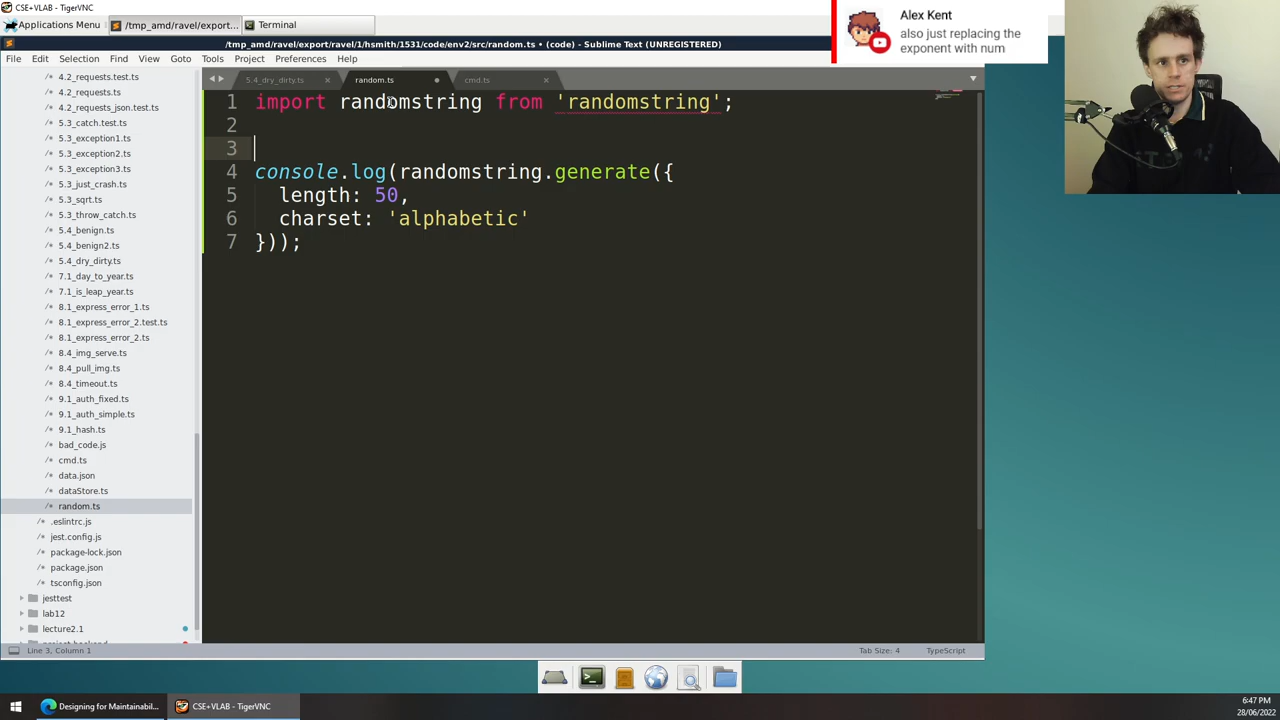 CSE+VLAB - TigerVNC
Applications Menu
/tmp_amd/ravel/export...
Terminal
/tmp_amd/ravel/export/ravel/1/hsmith/1531/code/env2/src/random.ts • (code) - Sublime Text (UNREGISTERED)
File Edit Selection Find View Goto Tools Project Preferences Help
Alex Kent
also just replacing the
exponent with num
5.4_dry_dirty.ts
random.ts
cmd.ts
4.2_requests.test.ts
4.2_requests.ts
4.2_requests_json.test.ts
5.3_catch.test.ts
5.3_exception1.ts
5.3_exception2.ts
5.3_exception3.ts
5.3_just_crash.ts
5.3_sqrt.ts
5.3_throw_catch.ts
5.4_benign.ts
5.4_benign2.ts
5.4_dry_dirty.ts
7.1_day_to_year.ts
7.1_is_leap_year.ts
8.1_express_error_1.ts
8.1_express_error_2.test.ts
8.1_express_error_2.ts
8.4_img_serve.ts
8.4_pull_img.ts
8.4_timeout.ts
9.1_auth_fixed.ts
9.1_auth_simple.ts
9.1_hash.ts
bad_code.js
cmd.ts
data.json
dataStore.ts
random.ts
.eslintrc.js
jest.config.js
package-lock.json
package.json
tsconfig.json
jesttest
lab12
lecture2.1
1 import randomstring from 'randomstring';
2
3
4 console.log(randomstring.generate({
5 length: 50,
6 charset: 'alphabetic'
7 }));
Line 3, Column 1
Tab Size: 4
TypeScript
Designing for Maintainabil...
CSE+VLAB - TigerVNC
6:47 PM
28/06/2022